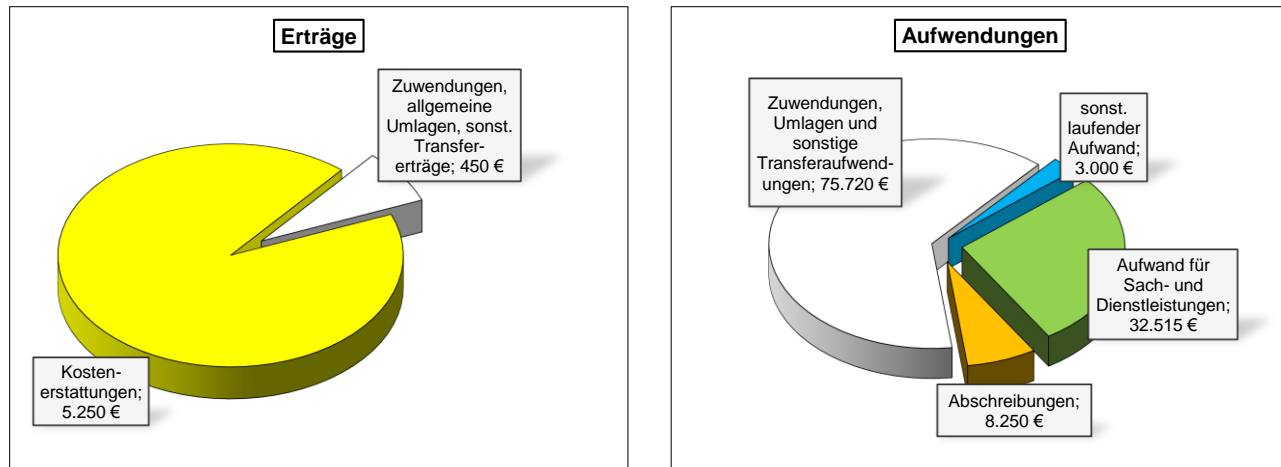 Erträge
Zuwendungen,
allgemeine
Umlagen, sonst.
Transfer-
erträge; 450 €
Kosten-
erstattungen;
5.250 €
Aufwendungen
Zuwendungen,
Umlagen und
sonstige
Transferaufwend-
ungen; 75.720 €
sonst.
laufender
Aufwand;
3.000 €
Aufwand für
Sach- und
Dienstleistungen;
32.515 €
Abschreibungen;
8.250 €